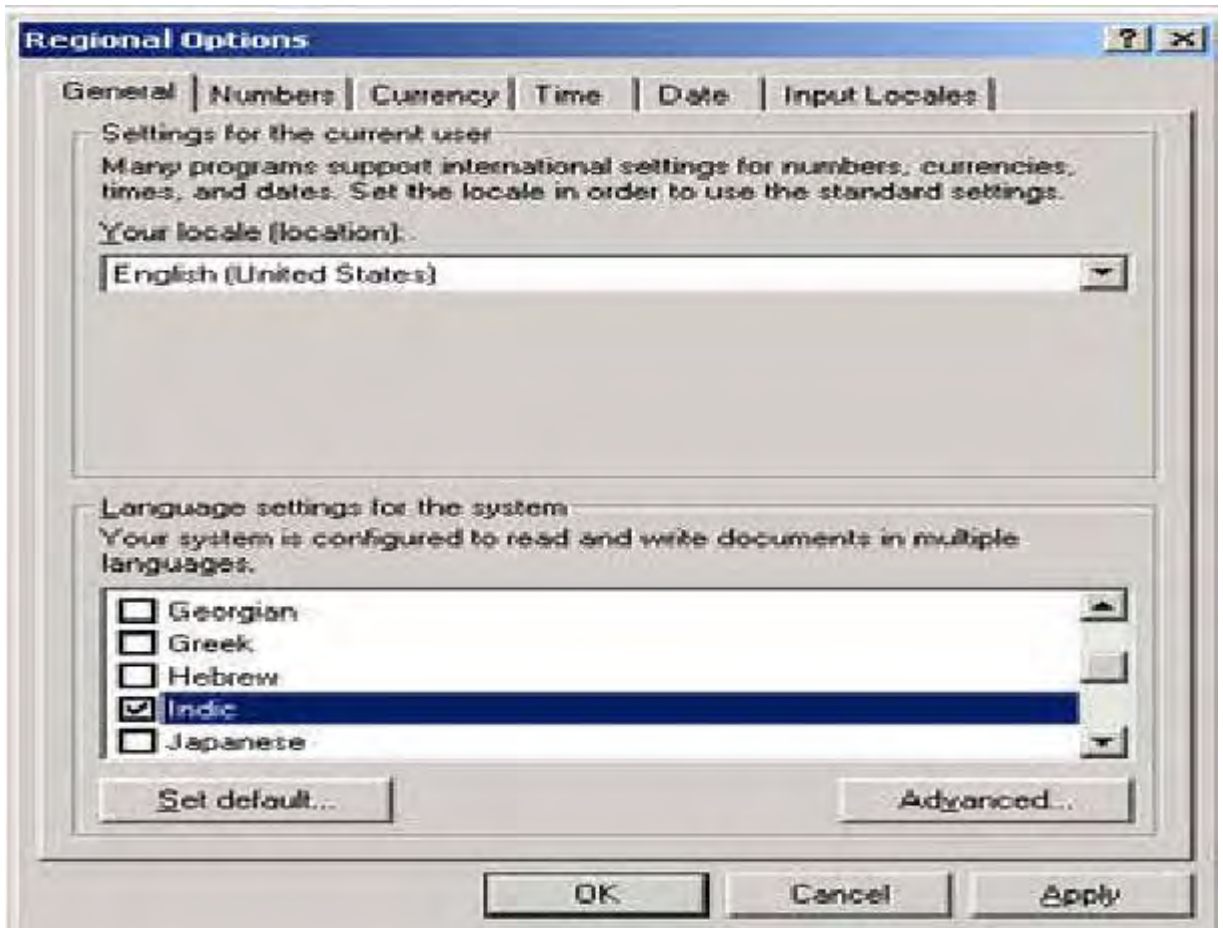 Regional Options
General Numbers Currency Time Date Input Locales
Settings for the current user
Many programs support international settings for numbers, currencies,
times, and dates. Set the locale in order to use the standard settings.
Your locale (location):
English (United States)
Language settings for the system
Your system is configured to read and write documents in multiple
languages.
Georgian
Greek
Hebrew
Indic
Japanese
Set default... Advanced...
OK Cancel Apply